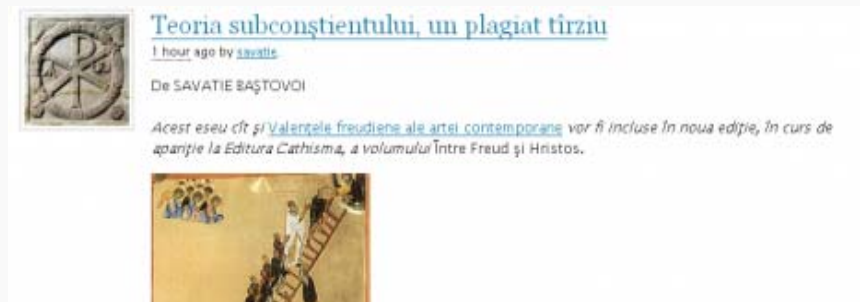 Teoria subconştientului, un plagiat tîrziu
1 hour ago by savatie
De SAVATIE BAŞTOVOI
Acest eseu cît şi Valenţele freudiene ale artei contemporane vor fi incluse în noua ediţie, în curs de
apariţie la Editura Cathisma, a volumului Între Freud şi Hristos.